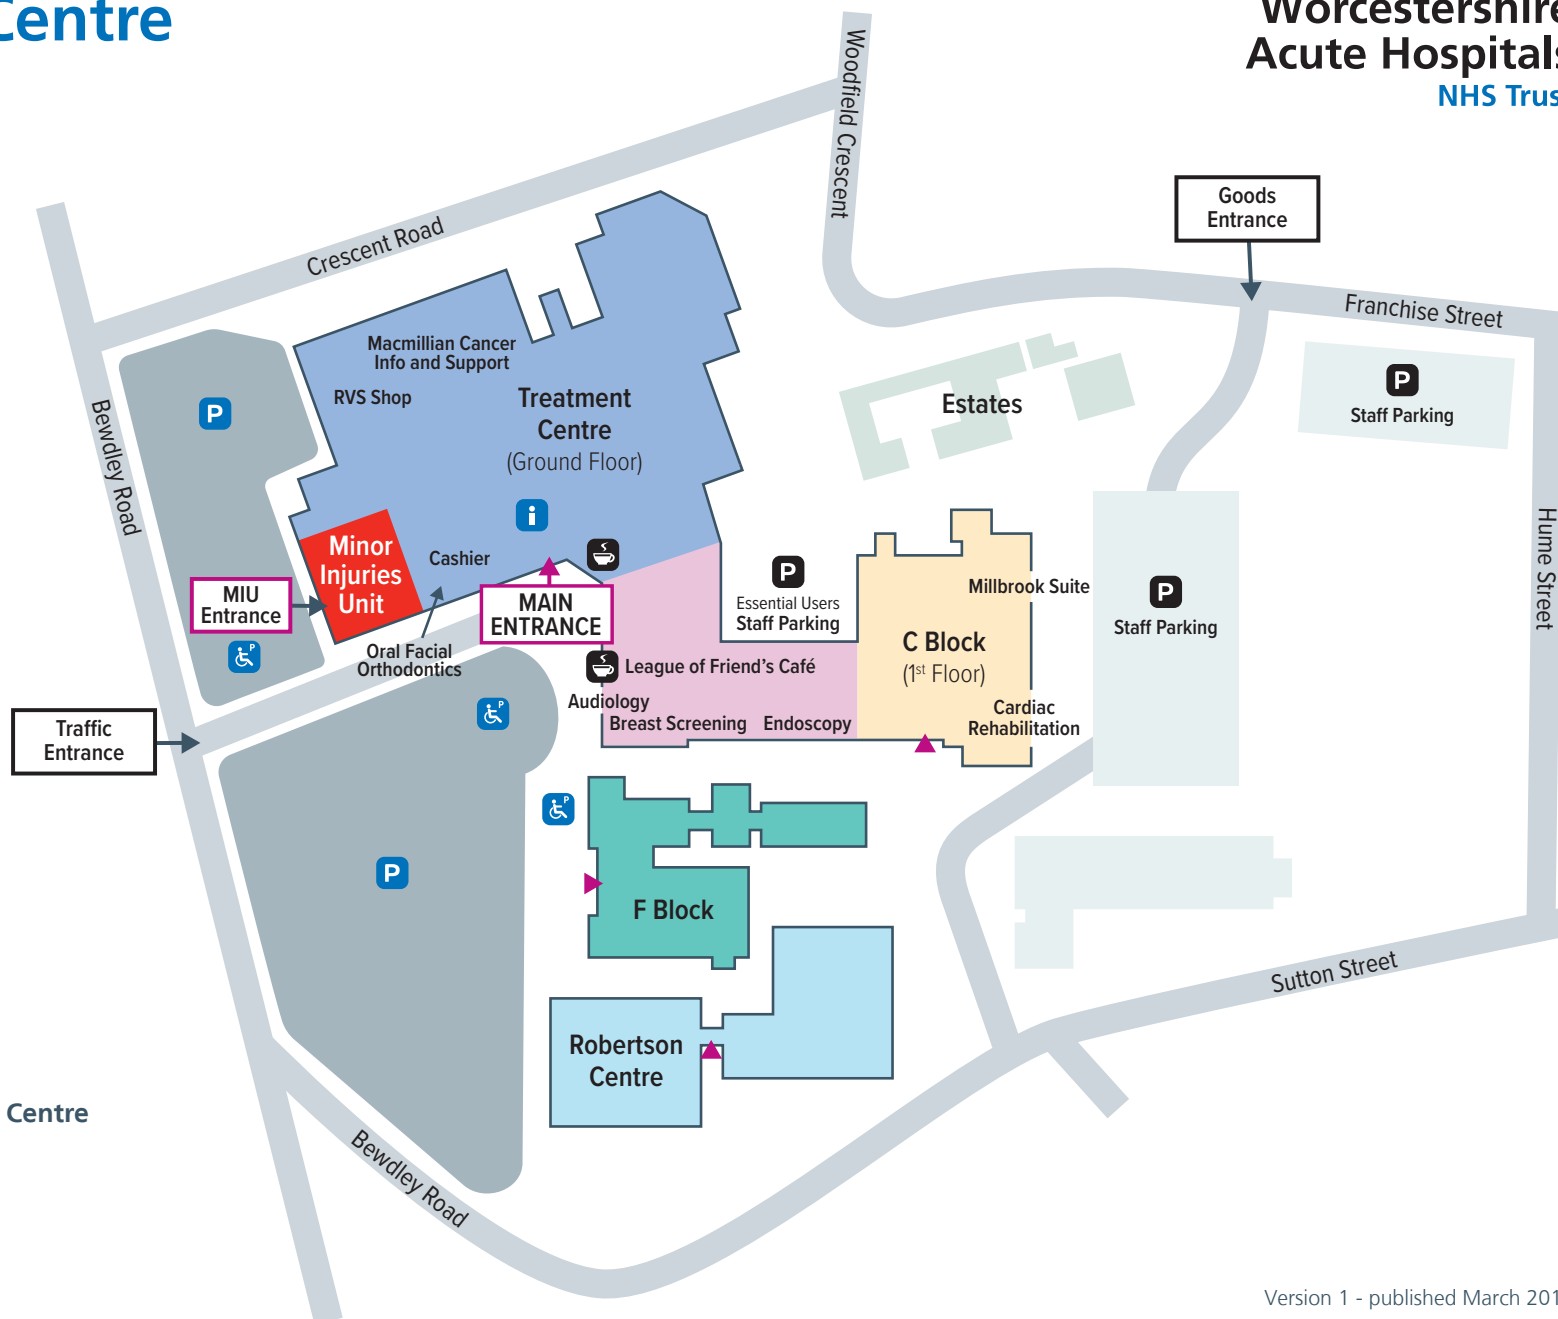 Centre
Worcestershire
Acute Hospitals
NHS Trus
Woodfield Crescent
Goods
Entrance
Crescent Road
Franchise Street
Macmillian Cancer
Info and Support
RVS Shop
Treatment
Centre
(Ground Floor)
P
Estates
P
Staff Parking
Bewdley Road
i
Minor
Injuries
Unit
Cashier
MIU
Entrance
MAIN
ENTRANCE
P
Essential Users
Staff Parking
Millbrook Suite
P
Staff Parking
Hume Street
P
Oral Facial
Orthodontics
League of Friend's Café
C Block
(1st Floor)
Audiology
Breast Screening
Endoscopy
Cardiac
Rehabilitation
P
Traffic
Entrance
P
P
F Block
Sutton Street
Robertson
Centre
Centre
Bewdley Road
Version 1 - published March 201